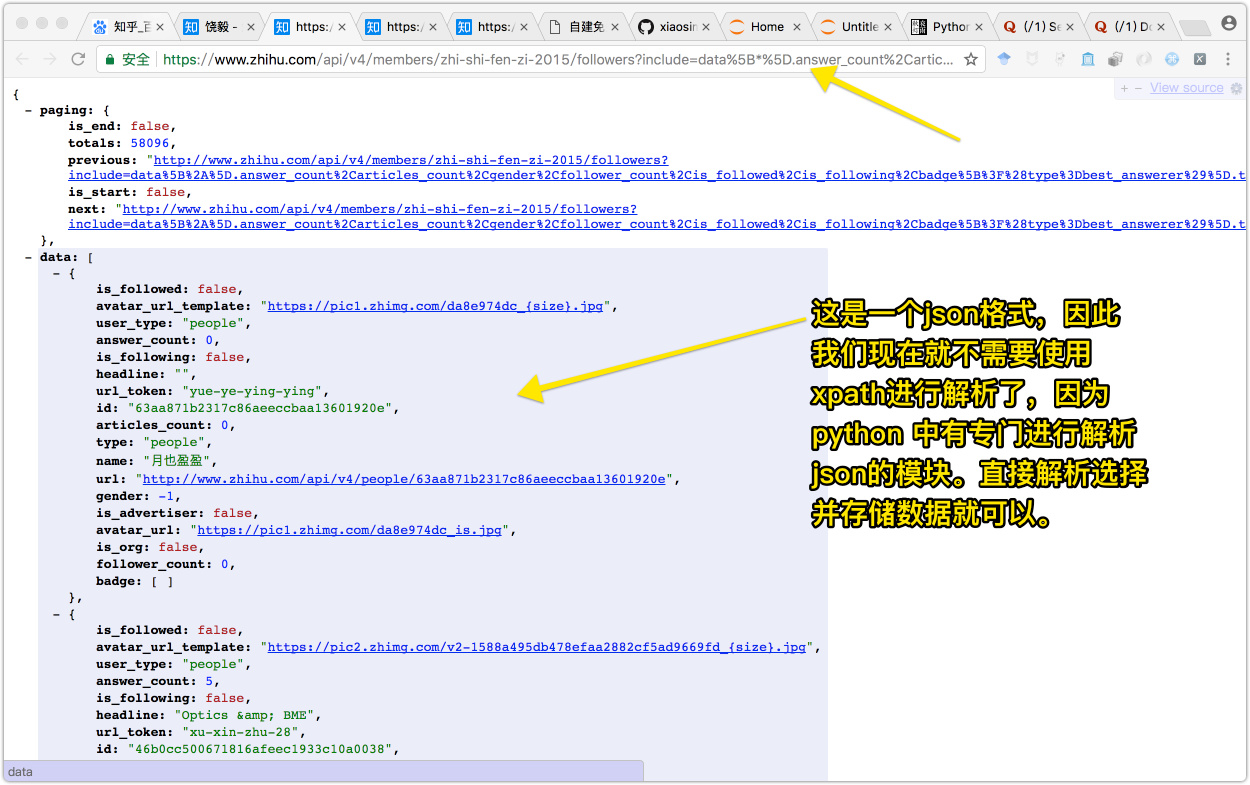 知乎_百
饶毅 -
https:/
https:/
https:/
自建免
xiaosin
Home
Untitle
Python
(/1) Se
(/1) Do
安全
https://www.zhihu.com/api/v4/members/zhi-shi-fen-zi-2015/followers?include=data%5B*%5D.answer_count%2Cartic...
+ - View source
{
- paging: {
is_end: false,
totals: 58096,
previous: "http://www.zhihu.com/api/v4/members/zhi-shi-fen-zi-2015/followers?
include=data%5B%2A%5D.answer_count%2Carticles_count%2Cgender%2Cfollower_count%2Cis_followed%2Cis_following%2Cbadge%5B%3F%28type%3Dbest_answerer%29%5D.t
is_start: false,
next: "http://www.zhihu.com/api/v4/members/zhi-shi-fen-zi-2015/followers?
include=data%5B%2A%5D.answer_count%2Carticles_count%2Cgender%2Cfollower_count%2Cis_followed%2Cis_following%2Cbadge%5B%3F%28type%3Dbest_answerer%29%5D.t
},
- data: [
- {
is_followed: false,
avatar_url_template: "https://pic1.zhimg.com/da8e974dc_{size}.jpg",
user_type: "people",
answer_count: 0,
is_following: false,
headline: "",
url_token: "yue-ye-ying-ying",
id: "63aa871b2317c86aeeccbaa13601920e",
articles_count: 0,
type: "people",
name: "月也盈盈",
url: "http://www.zhihu.com/api/v4/people/63aa871b2317c86aeeccbaa13601920e",
gender: -1,
is_advertiser: false,
avatar_url: "https://pic1.zhimg.com/da8e974dc_is.jpg",
is_org: false,
follower_count: 0,
badge: [ ]
},
- {
is_followed: false,
avatar_url_template: "https://pic2.zhimg.com/v2-1588a495db478efaa2882cf5ad9669fd_{size}.jpg",
user_type: "people",
answer_count: 5,
is_following: false,
headline: "Optics &amp; BME",
url_token: "xu-xin-zhu-28",
id: "46b0cc500671816afeec1933c10a0038",
这是一个json格式，因此
我们现在就不需要使用
xpath进行解析了，因为
python 中有专门进行解析
json的模块。直接解析选择
并存储数据就可以。
data